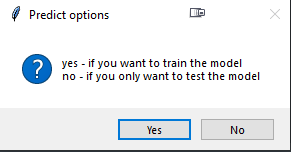 Predict options
yes - if you want to train the model
no - if you only want to test the model
Yes
No